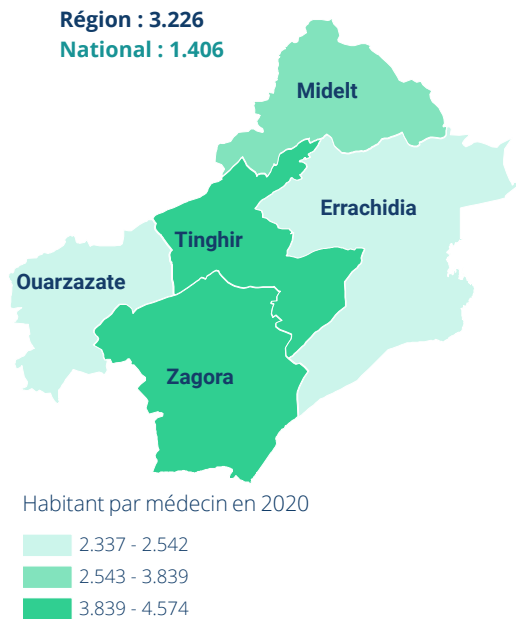 Région : 3.226
National : 1.406
Midelt
Errachidia
Tinghir
Ouarzazate
Zagora
Habitant par médecin en 2020
2.337 - 2.542
2.543 - 3.839
3.839 - 4.574